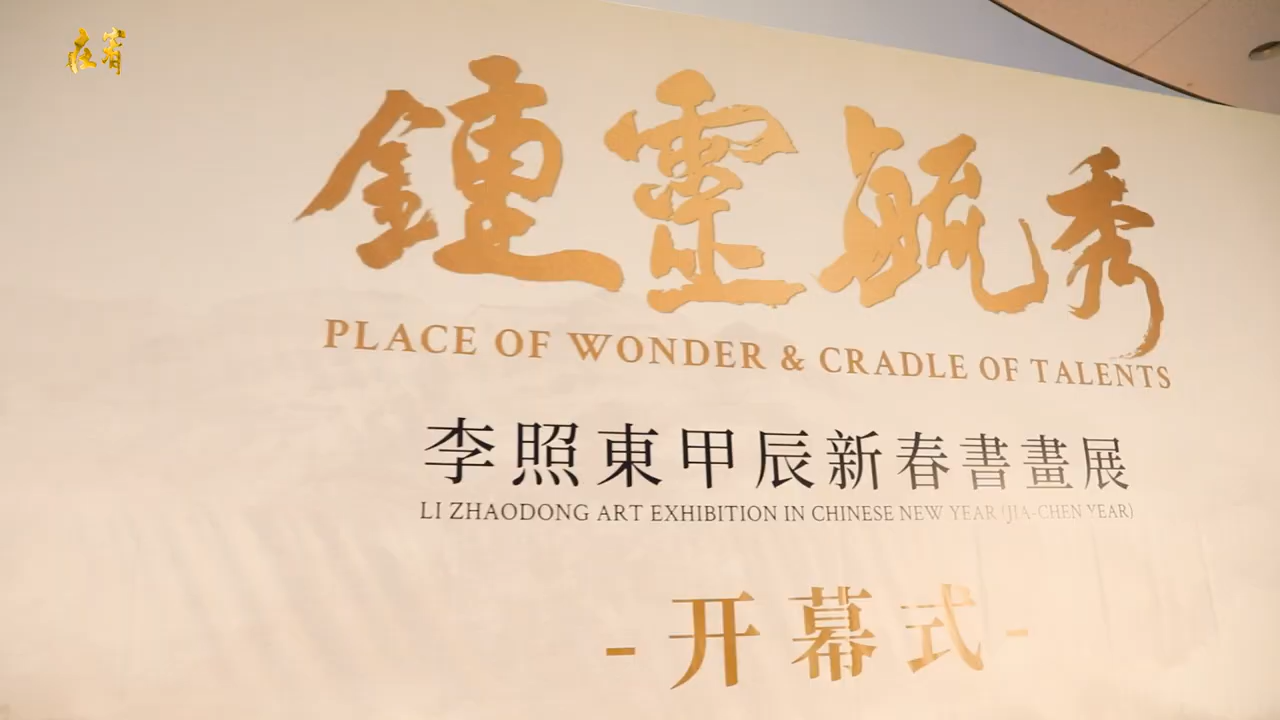 鍾靈毓秀
PLACE OF WONDER & CRADLE OF TALENTS
李照東甲辰新春書畫展
LI ZHAODONG ART EXHIBITION IN CHINESE NEW YEAR (JIA-CHEN YEAR)
-开幕式-